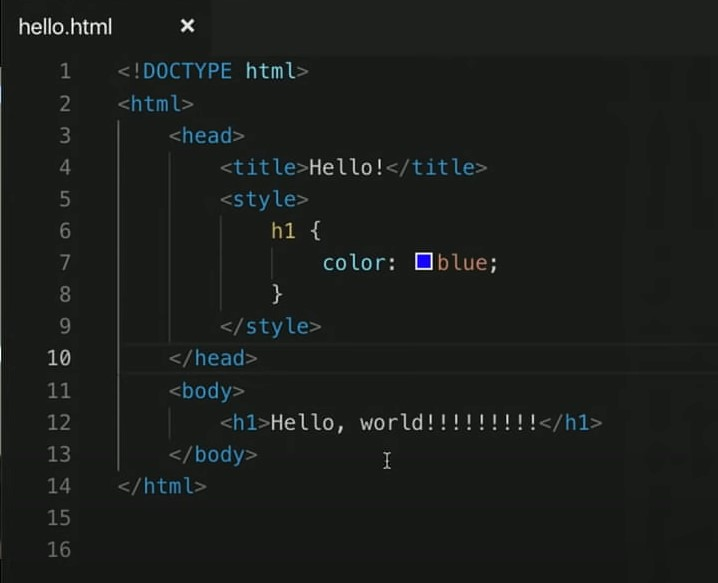 hello.html ×
1 <!DOCTYPE html>
2 <html>
3     <head>
4         <title>Hello!</title>
5         <style>
6             h1 {
7                 color: blue;
8             }
9         </style>
10     </head>
11     <body>
12         <h1>Hello, world!!!!!!!!!</h1>
13     </body>
14 </html>
15
16